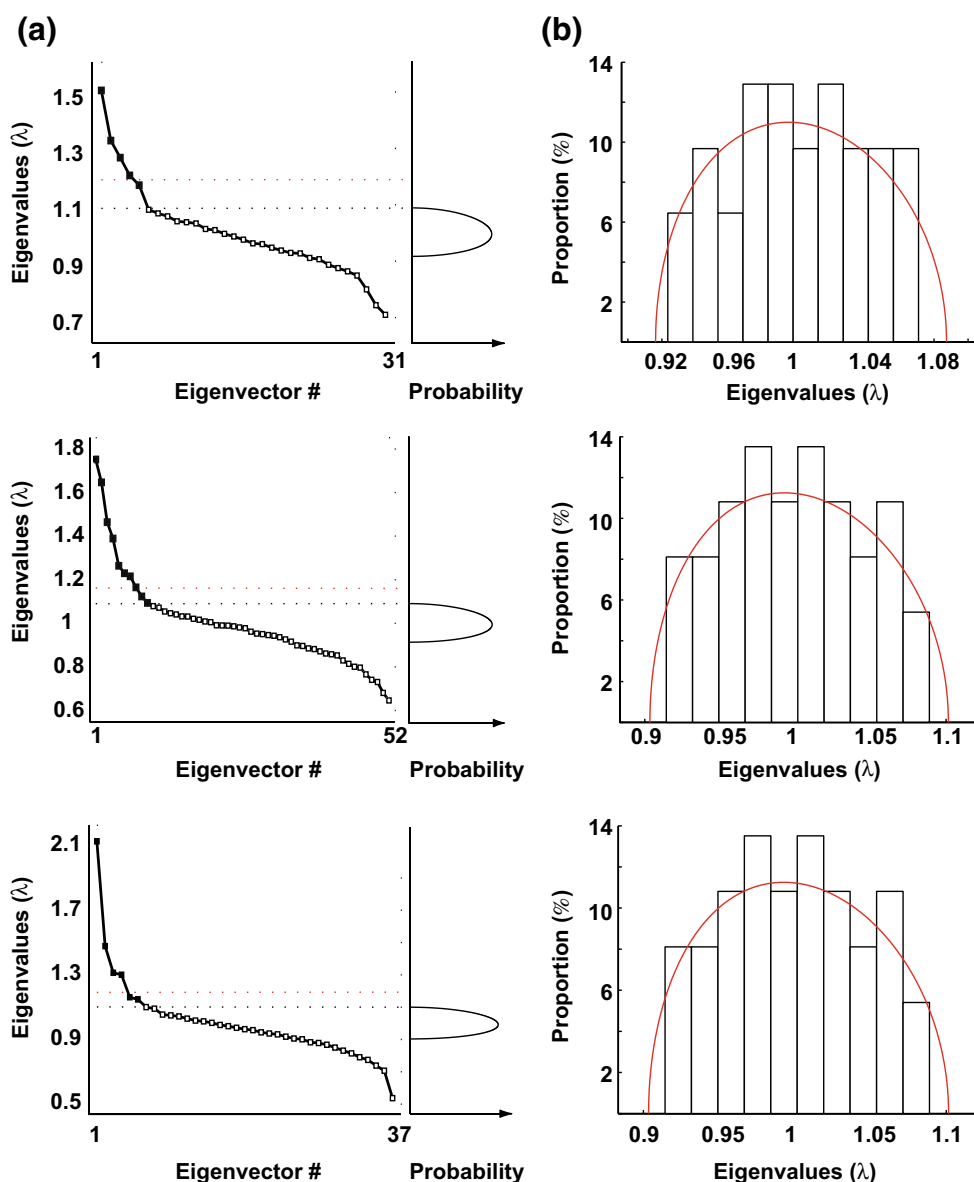 (a)
(b)
Eigenvalues (λ)
1.5
1.3
1.1
0.9
0.7
1 31
Eigenvector # Probability
Proportion (%)
14
10
6
2
0.92 0.96 1 1.04 1.08
Eigenvalues (λ)
Eigenvalues (λ)
1.8
1.6
1.4
1.2
1
0.8
0.6
1 52
Eigenvector # Probability
Proportion (%)
14
10
6
2
0.9 0.95 1 1.05 1.1
Eigenvalues (λ)
Eigenvalues (λ)
2.1
1.7
1.3
0.9
0.5
1 37
Eigenvector # Probability
Proportion (%)
14
10
6
2
0.9 0.95 1 1.05 1.1
Eigenvalues (λ)